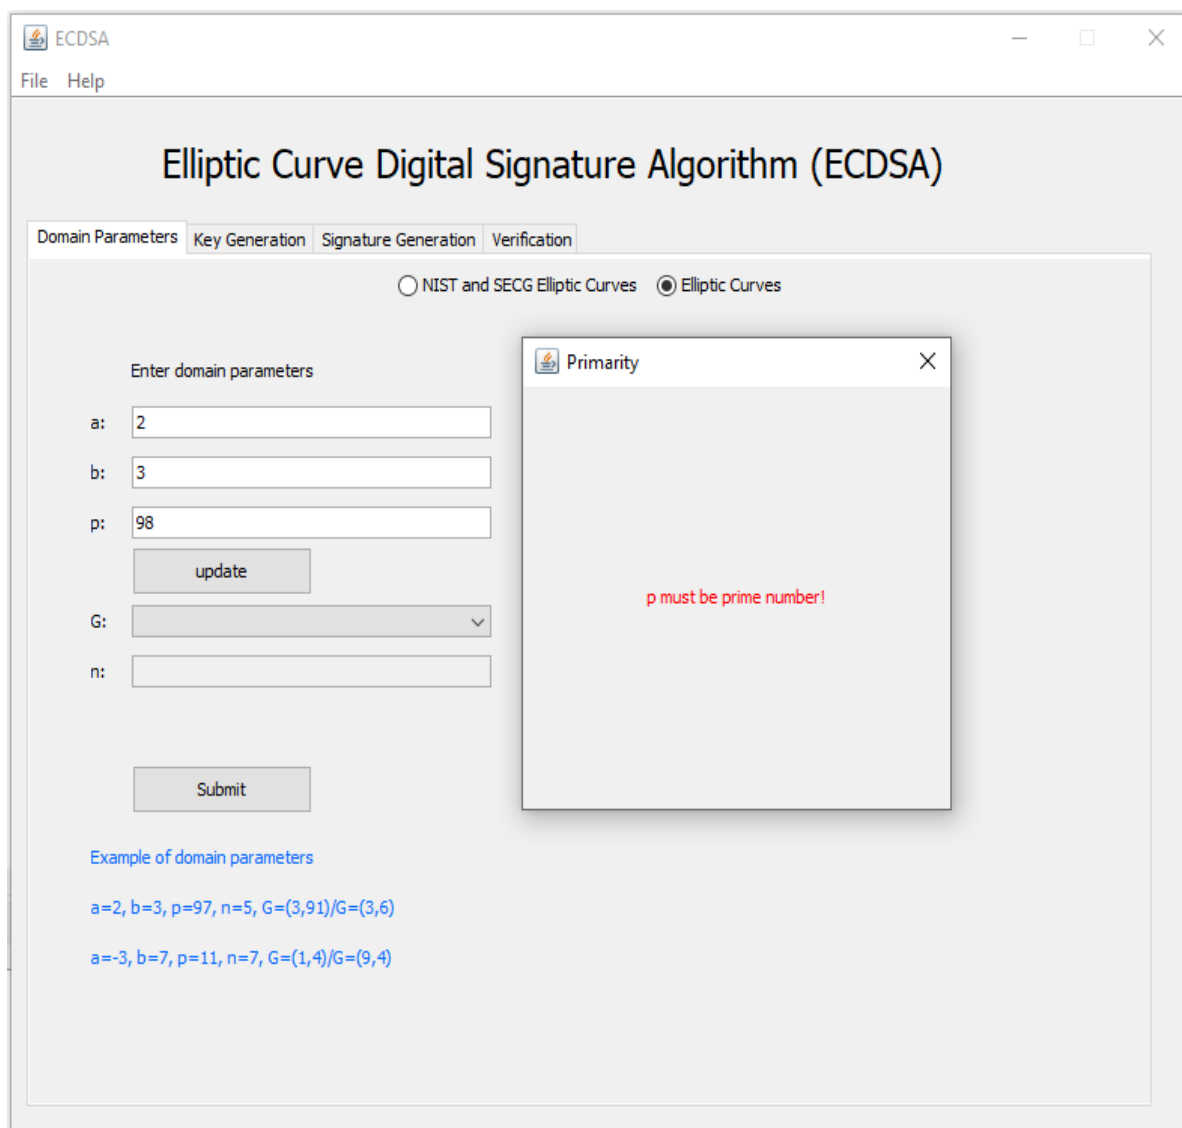 ECDSA
File Help
Elliptic Curve Digital Signature Algorithm (ECDSA)
Domain Parameters Key Generation Signature Generation Verification
NIST and SECG Elliptic Curves Elliptic Curves
Enter domain parameters
a: 2
b: 3
p: 98
update
G:
n:
Submit
Primarity
p must be prime number!
Example of domain parameters
a=2, b=3, p=97, n=5, G=(3,91)/G=(3,6)
a=-3, b=7, p=11, n=7, G=(1,4)/G=(9,4)